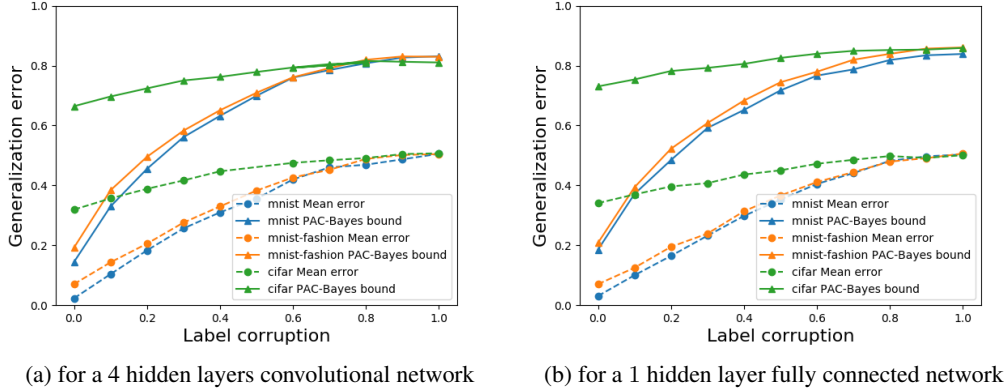 1.0
0.8
0.6
0.4
0.2
0.0
Generalization error
mnist Mean error
mnist PAC-Bayes bound
mnist-fashion Mean error
mnist-fashion PAC-Bayes bound
cifar Mean error
cifar PAC-Bayes bound
0.0 0.2 0.4 0.6 0.8 1.0
Label corruption
(a) for a 4 hidden layers convolutional network
1.0
0.8
0.6
0.4
0.2
0.0
Generalization error
mnist Mean error
mnist PAC-Bayes bound
mnist-fashion Mean error
mnist-fashion PAC-Bayes bound
cifar Mean error
cifar PAC-Bayes bound
0.0 0.2 0.4 0.6 0.8 1.0
Label corruption
(b) for a 1 hidden layer fully connected network